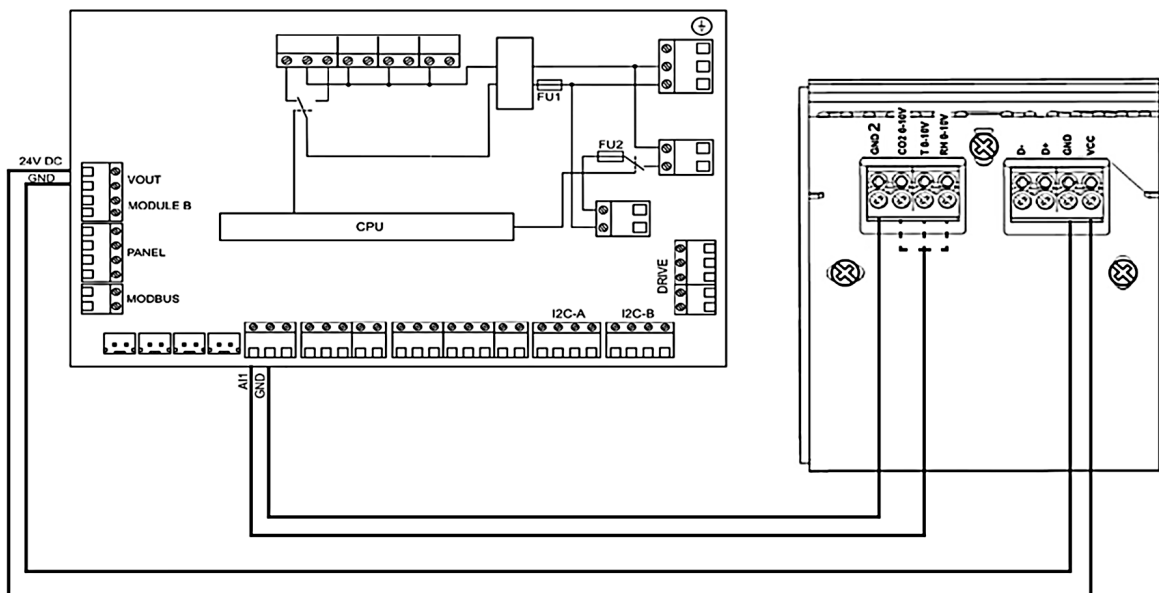 FU1
FU2
24V DC
GND
VOUT
MODULE B
PANEL
MODBUS
CPU
DRIVE
I2C-A
I2C-B
AI1
GND
GND 2
CO2 0-10V
T 0-10V
RH 0-10V
D-
D+
GND
VCC